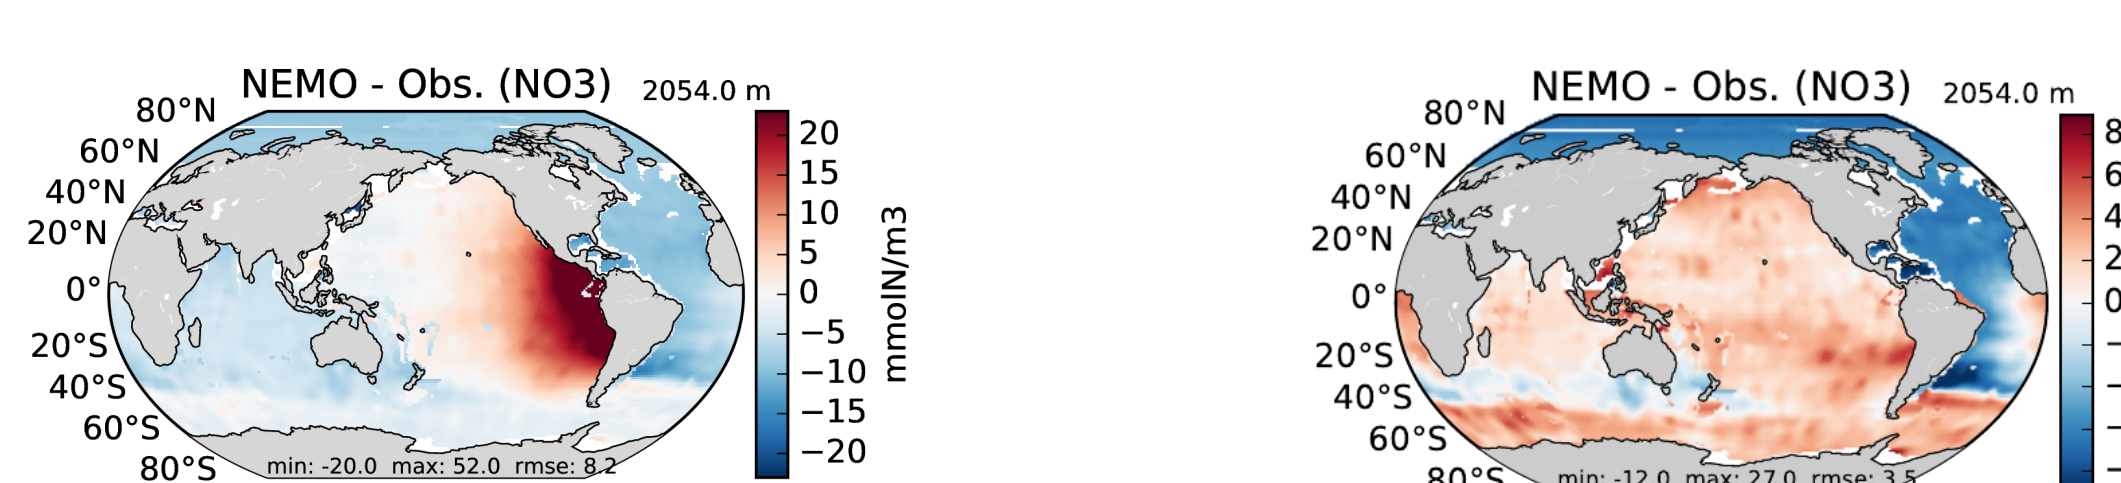 NEMO - Obs. (NO3) 2054.0 m
80°N
60°N
40°N
20°N
0°
20°S
40°S
60°S
80°S
20
15
10
5
0
−5
−10
−15
−20
mmolN/m3
min: -20.0 max: 52.0 rmse: 8.2
NEMO - Obs. (NO3) 2054.0 m
80°N
60°N
40°N
20°N
0°
20°S
40°S
60°S
80°S
8
6
4
2
0
min: -12.0 max: 27.0 rmse: 3.5